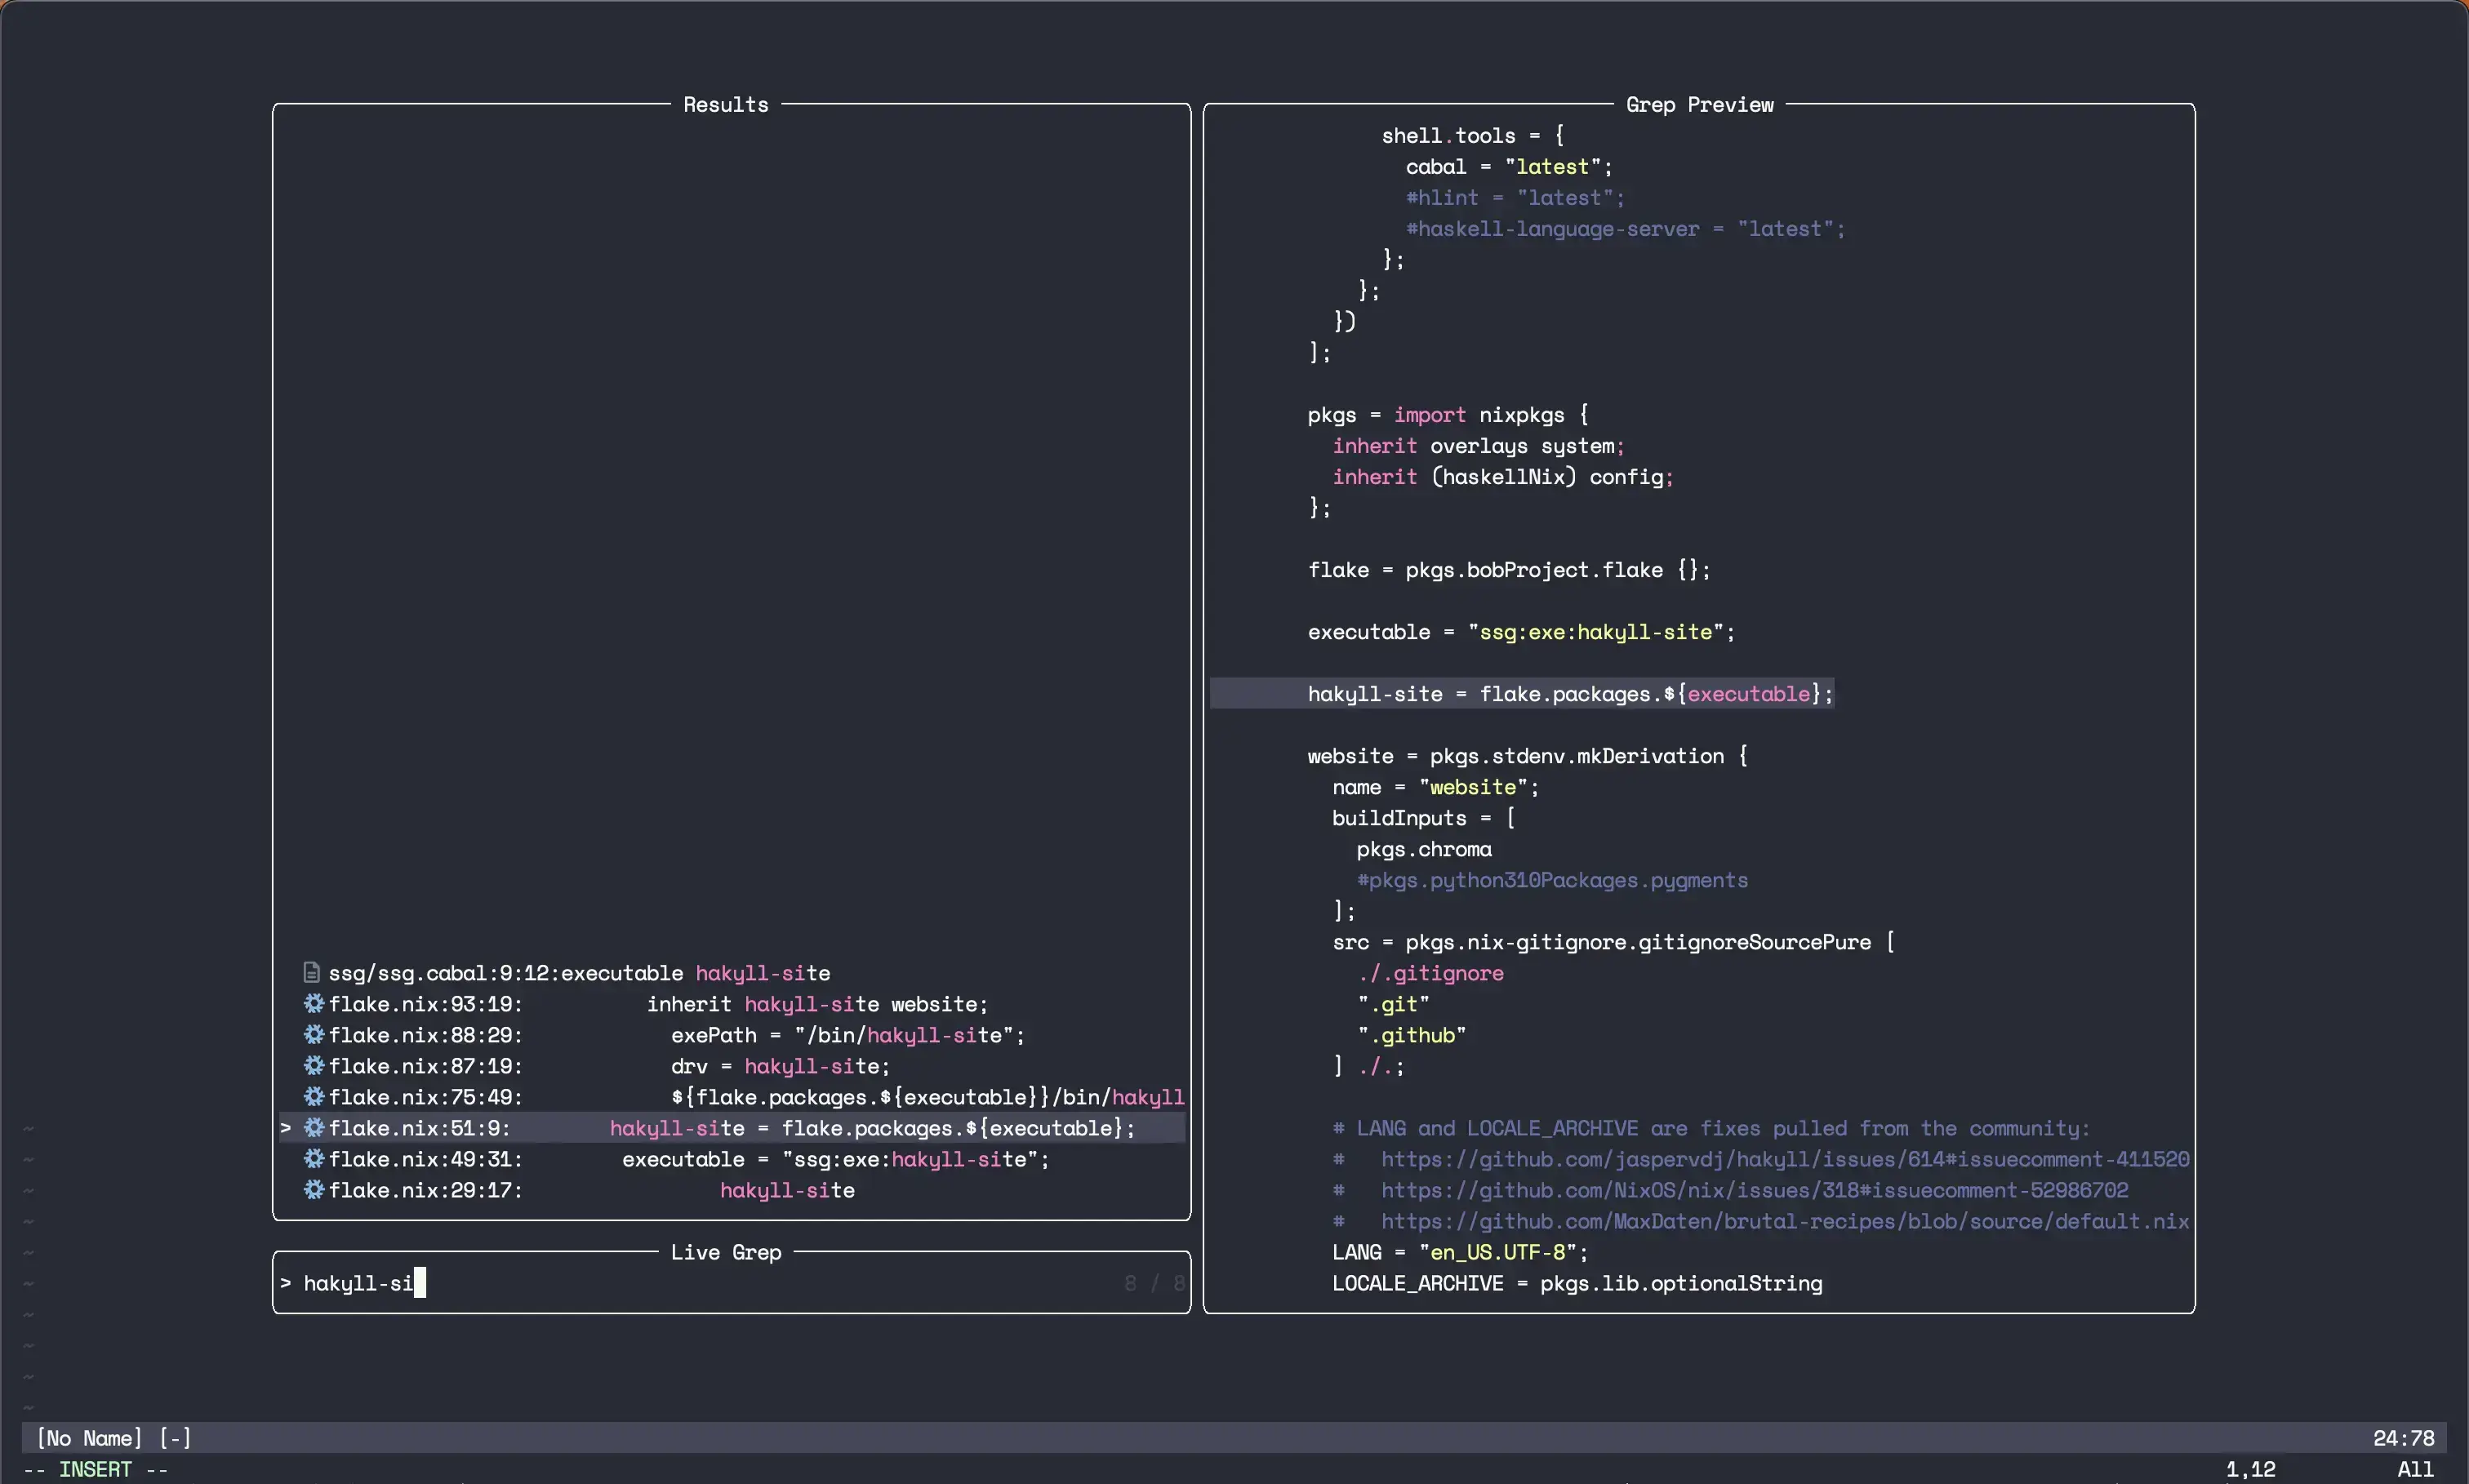 Results
ssg/ssg.cabal:9:12:executable hakyll-site
flake.nix:93:19:          inherit hakyll-site website;
flake.nix:88:29:            exePath = "/bin/hakyll-site";
flake.nix:87:19:            drv = hakyll-site;
flake.nix:75:49:            ${flake.packages.${executable}}/bin/hakyll
> flake.nix:51:9:        hakyll-site = flake.packages.${executable};
flake.nix:49:31:        executable = "ssg:exe:hakyll-site";
flake.nix:29:17:                hakyll-site
Live Grep
> hakyll-si 8 / 8
Grep Preview
shell.tools = {
  cabal = "latest";
  #hlint = "latest";
  #haskell-language-server = "latest";
};
};
})
];
pkgs = import nixpkgs {
  inherit overlays system;
  inherit (haskellNix) config;
};
flake = pkgs.bobProject.flake {};
executable = "ssg:exe:hakyll-site";
hakyll-site = flake.packages.${executable};
website = pkgs.stdenv.mkDerivation {
  name = "website";
  buildInputs = [
    pkgs.chroma
    #pkgs.python310Packages.pygments
  ];
  src = pkgs.nix-gitignore.gitignoreSourcePure [
    ./.gitignore
    ".git"
    ".github"
  ] ./.;
  # LANG and LOCALE_ARCHIVE are fixes pulled from the community:
  #   https://github.com/jaspervdj/hakyll/issues/614#issuecomment-411520
  #   https://github.com/NixOS/nix/issues/318#issuecomment-52986702
  #   https://github.com/MaxDaten/brutal-recipes/blob/source/default.nix
  LANG = "en_US.UTF-8";
  LOCALE_ARCHIVE = pkgs.lib.optionalString
~
~
~
~
~
~
~
~
~
~
[No Name] [-] 24:78
-- INSERT -- 1,12 All